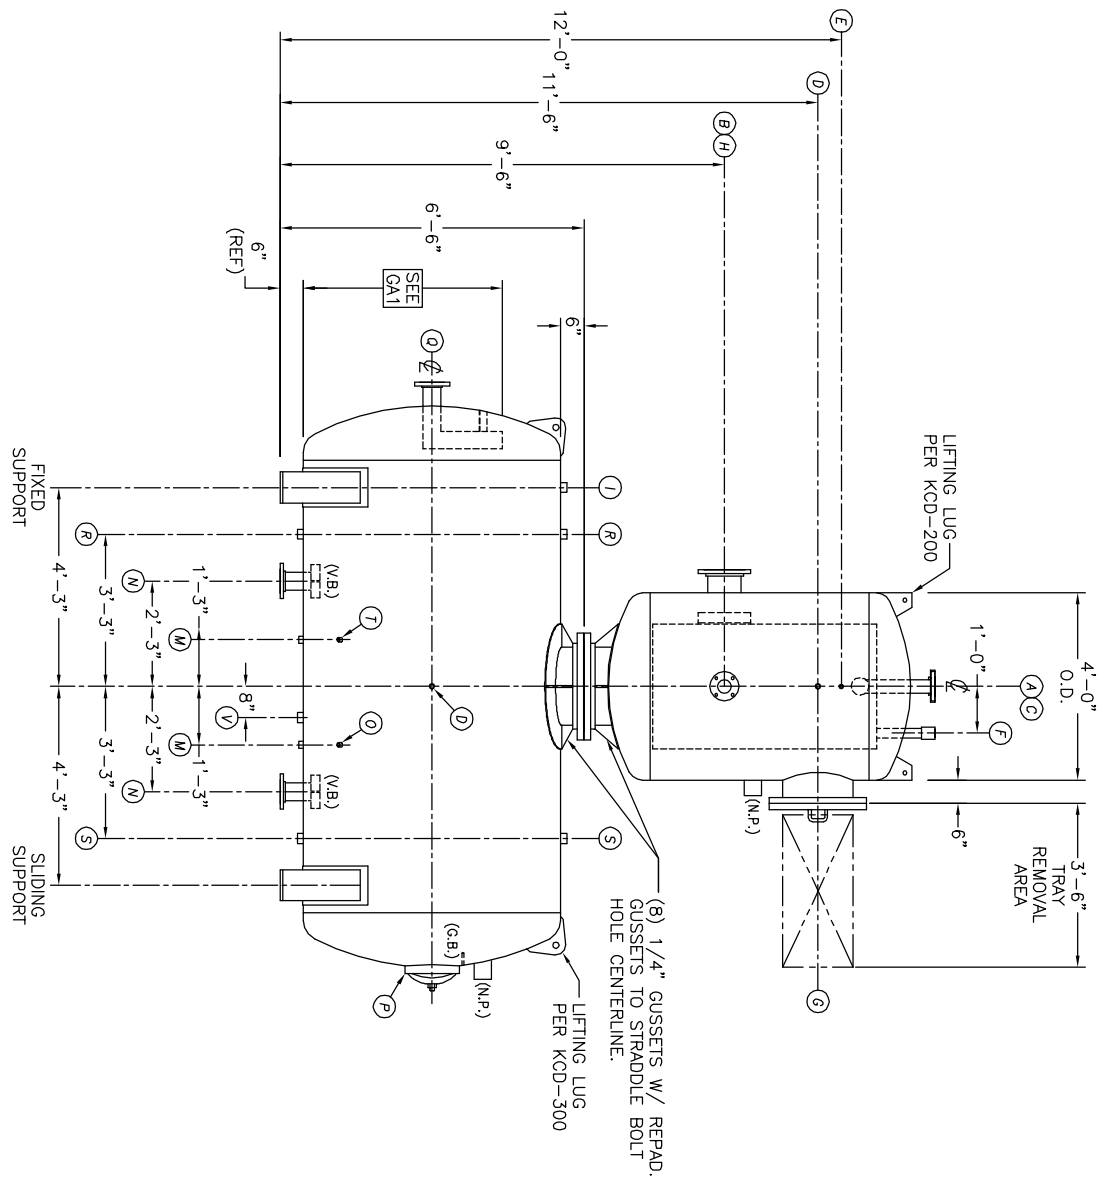 E
12'-0"
D
11'-6"
B
H
9'-6"
6'-6"
6"
(REF)
SEE
GA1
6"
Q
℄
LIFTING LUG
PER KCD-200
4'-0"
O.D.
1'-0"
℄
A
C
F
6"
3'-6"
TRAY
REMOVAL
AREA
(N.P.)
G
(8) 1/4" GUSSETS W/ REPAD.
GUSSETS TO STRADDLE BOLT
HOLE CENTERLINE.
LIFTING LUG
PER KCD-300
I
R
R
N
(V.B.)
T
M
D
8"
V
O
M
(V.B.)
N
S
S
(G.B.)
(N.P.)
P
1'-3"
2'-3"
3'-3"
4'-3"
1'-3"
2'-3"
3'-3"
4'-3"
FIXED
SUPPORT
SLIDING
SUPPORT